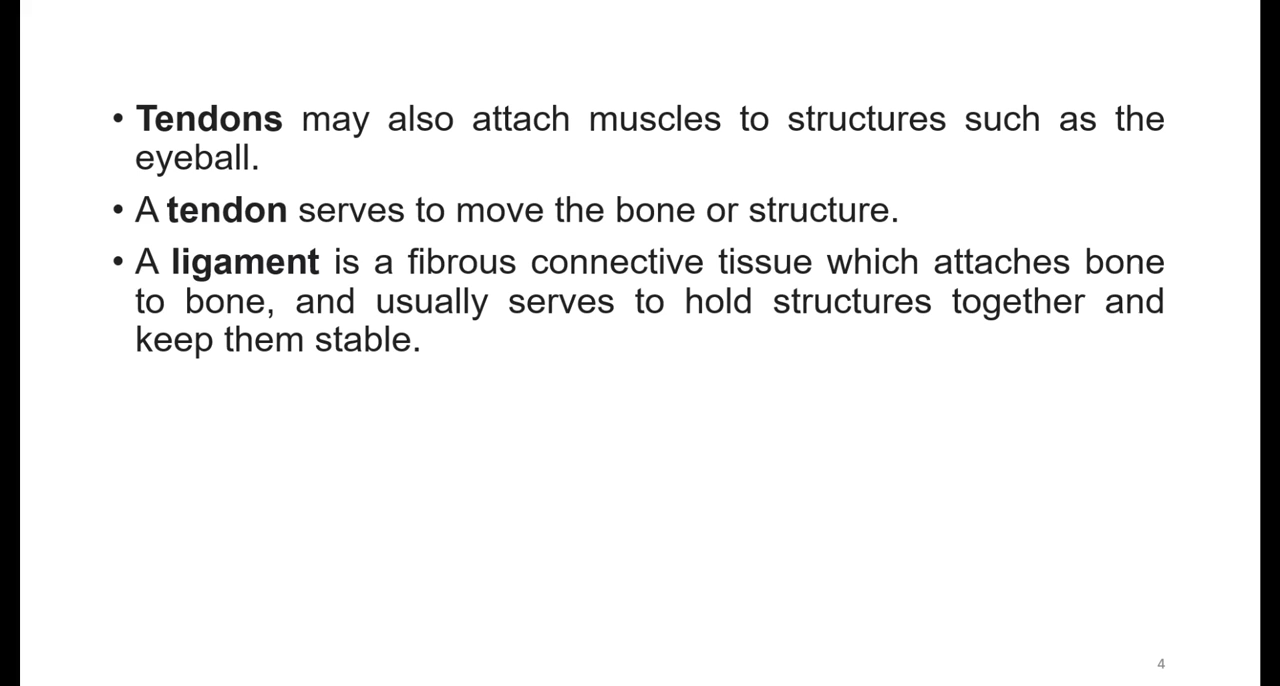 • Tendons may also attach muscles to structures such as the
eyeball.
• A tendon serves to move the bone or structure.
• A ligament is a fibrous connective tissue which attaches bone
to bone, and usually serves to hold structures together and
keep them stable.
4